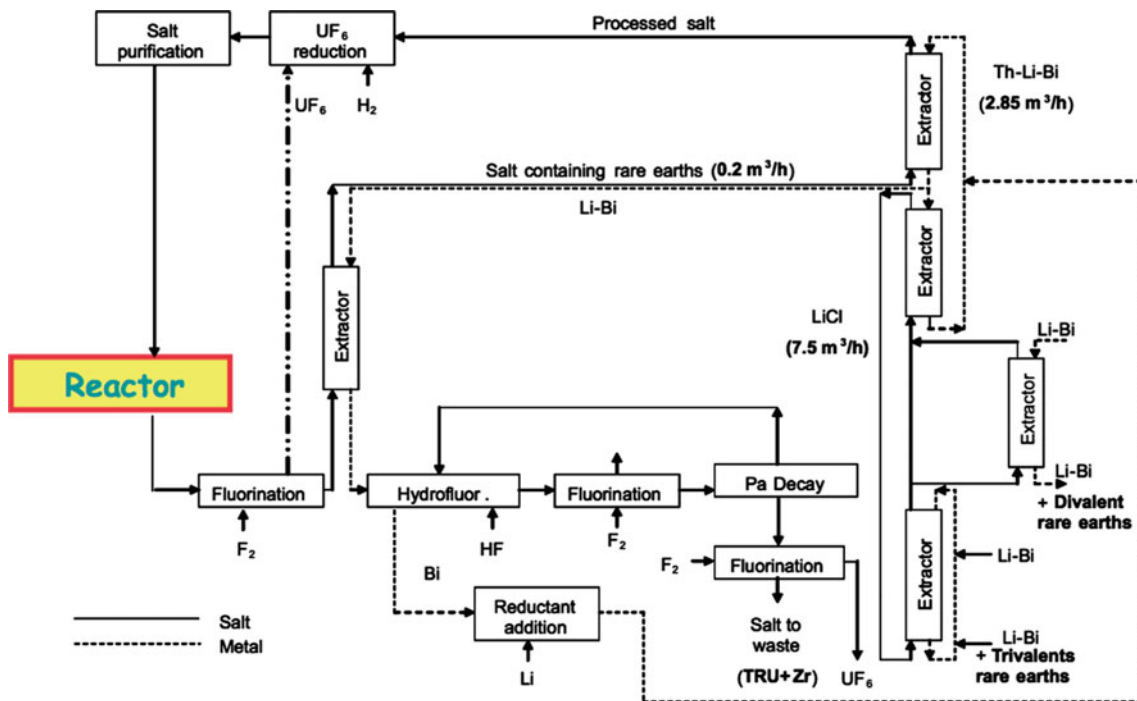 Salt
purification
UF₆
reduction
Processed salt
UF₆
H₂
Extractor
Th-Li-Bi
(2.85 m³/h)
Salt containing rare earths (0.2 m³/h)
Li-Bi
Extractor
Extractor
LiCl
(7.5 m³/h)
Li-Bi
Extractor
Reactor
Li-Bi
+ Divalent
rare earths
Fluorination
Hydrofluor .
Fluorination
Pa Decay
F₂
HF
F₂
F₂
Fluorination
Extractor
Li-Bi
Bi
Reductant
addition
Salt to
waste
(TRU+ Zr)
UF₆
Li-Bi
+ Trivalents
rare earths
Li
Salt
Metal